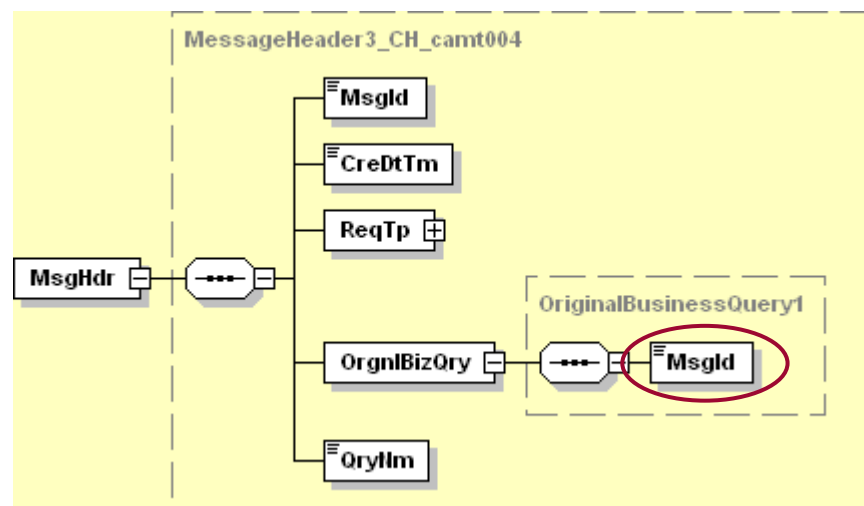 MessageHeader3_CH_camt004
MsgId
CreDtTm
ReqTp
MsgHdr
OriginalBusinessQuery1
OrgnlBizQry
MsgId
QryNm